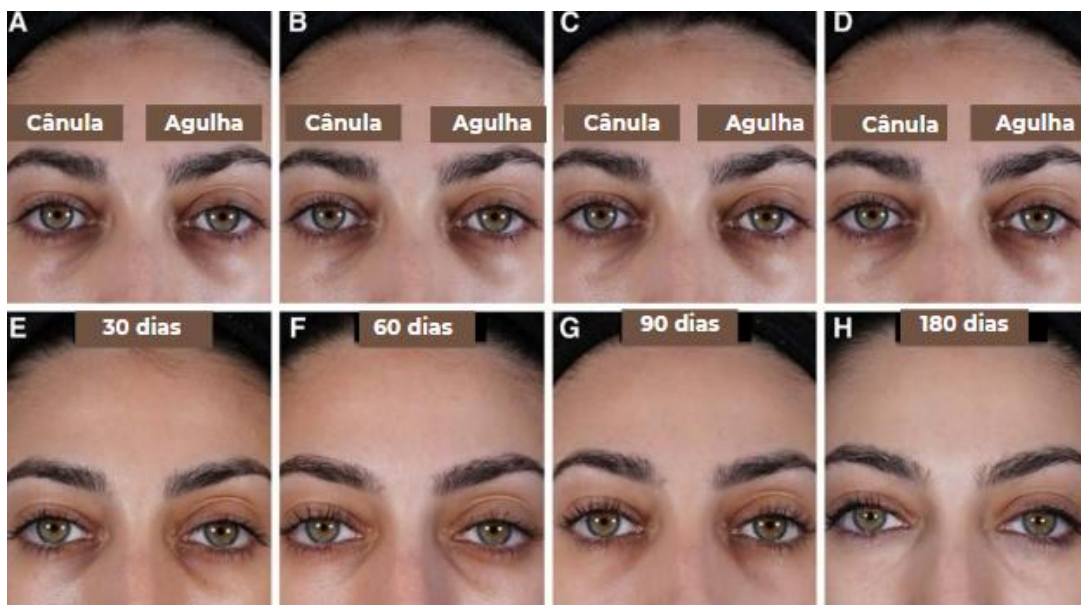 A
B
C
D
Cânula
Agulha
Cânula
Agulha
Cânula
Agulha
Cânula
Agulha
E
30 dias
F
60 dias
G
90 dias
H
180 dias